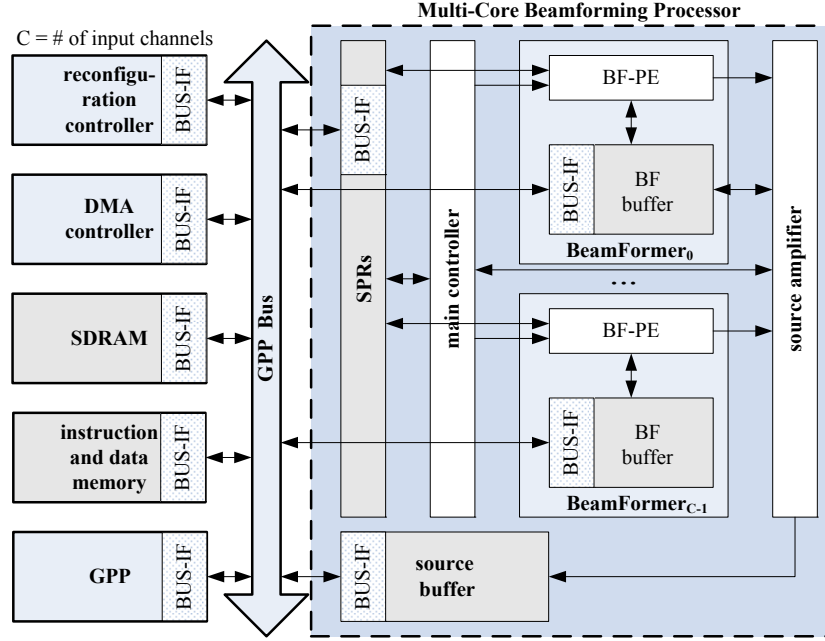 Multi-Core Beamforming Processor
C = # of input channels
reconfigu-
ration
controller
BUS-IF
DMA
controller
BUS-IF
SDRAM
BUS-IF
instruction
and data
memory
BUS-IF
GPP
BUS-IF
GPP Bus
BUS-IF
SPRs
main controller
BF-PE
BUS-IF
BF
buffer
BeamFormer0
...
BF-PE
BUS-IF
BF
buffer
BeamFormerC-1
source amplifier
BUS-IF
source
buffer